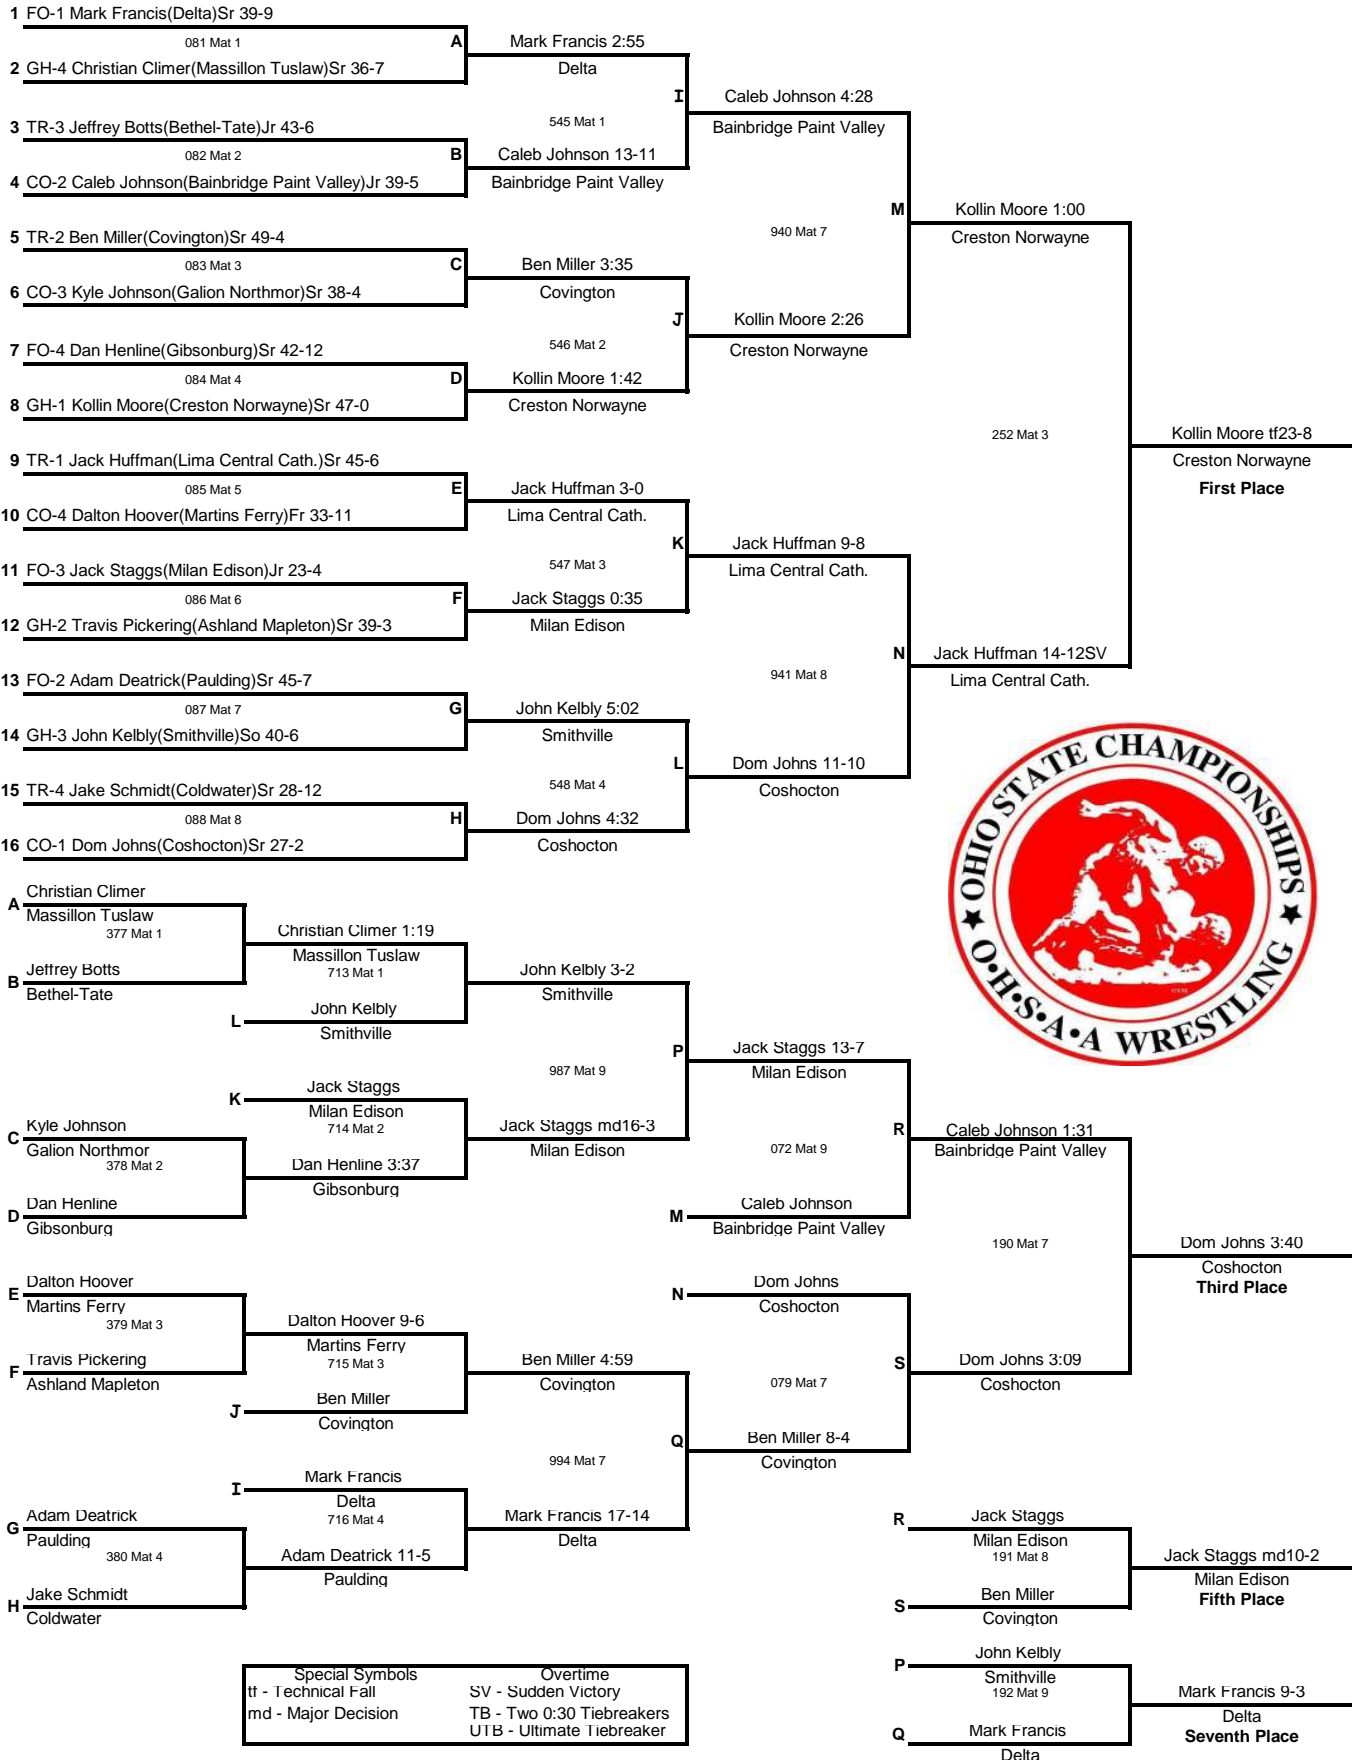 1 FO-1 Mark Francis(Delta)Sr 39-9
081 Mat 1
A
2 GH-4 Christian Climer(Massillon Tuslaw)Sr 36-7
Mark Francis 2:55
Delta
I
545 Mat 1
3 TR-3 Jeffrey Botts(Bethel-Tate)Jr 43-6
082 Mat 2
B
4 CO-2 Caleb Johnson(Bainbridge Paint Valley)Jr 39-5
Caleb Johnson 13-11
Bainbridge Paint Valley
Caleb Johnson 4:28
Bainbridge Paint Valley
M
940 Mat 7
5 TR-2 Ben Miller(Covington)Sr 49-4
083 Mat 3
C
6 CO-3 Kyle Johnson(Galion Northmor)Sr 38-4
Ben Miller 3:35
Covington
J
546 Mat 2
7 FO-4 Dan Henline(Gibsonburg)Sr 42-12
084 Mat 4
D
8 GH-1 Kollin Moore(Creston Norwayne)Sr 47-0
Kollin Moore 1:42
Creston Norwayne
Kollin Moore 2:26
Creston Norwayne
Kollin Moore 1:00
Creston Norwayne
252 Mat 3
Kollin Moore tf23-8
Creston Norwayne
First Place
9 TR-1 Jack Huffman(Lima Central Cath.)Sr 45-6
085 Mat 5
E
10 CO-4 Dalton Hoover(Martins Ferry)Fr 33-11
Jack Huffman 3-0
Lima Central Cath.
K
547 Mat 3
11 FO-3 Jack Staggs(Milan Edison)Jr 23-4
086 Mat 6
F
12 GH-2 Travis Pickering(Ashland Mapleton)Sr 39-3
Jack Staggs 0:35
Milan Edison
Jack Huffman 9-8
Lima Central Cath.
N
941 Mat 8
13 FO-2 Adam Deatrick(Paulding)Sr 45-7
087 Mat 7
G
14 GH-3 John Kelbly(Smithville)So 40-6
John Kelbly 5:02
Smithville
L
548 Mat 4
15 TR-4 Jake Schmidt(Coldwater)Sr 28-12
088 Mat 8
H
16 CO-1 Dom Johns(Coshocton)Sr 27-2
Dom Johns 4:32
Coshocton
Dom Johns 11-10
Coshocton
Jack Huffman 14-12SV
Lima Central Cath.
★ OHIO STATE CHAMPIONSHIPS ★
O•H•S•A•A WRESTLING
A
Christian Climer
Massillon Tuslaw
377 Mat 1
B
Jeffrey Botts
Bethel-Tate
Christian Climer 1:19
Massillon Tuslaw
713 Mat 1
L
John Kelbly
Smithville
John Kelbly 3-2
Smithville
P
987 Mat 9
K
Jack Staggs
Milan Edison
714 Mat 2
C
Kyle Johnson
Galion Northmor
378 Mat 2
D
Dan Henline
Gibsonburg
Dan Henline 3:37
Gibsonburg
Jack Staggs md16-3
Milan Edison
Jack Staggs 13-7
Milan Edison
R
072 Mat 9
M
Caleb Johnson
Bainbridge Paint Valley
Caleb Johnson 1:31
Bainbridge Paint Valley
190 Mat 7
Dom Johns 3:40
Coshocton
Third Place
E
Dalton Hoover
Martins Ferry
379 Mat 3
F
Travis Pickering
Ashland Mapleton
Dalton Hoover 9-6
Martins Ferry
715 Mat 3
J
Ben Miller
Covington
Ben Miller 4:59
Covington
Q
994 Mat 7
N
Dom Johns
Coshocton
S
079 Mat 7
Dom Johns 3:09
Coshocton
Ben Miller 8-4
Covington
I
Mark Francis
Delta
716 Mat 4
G
Adam Deatrick
Paulding
380 Mat 4
H
Jake Schmidt
Coldwater
Adam Deatrick 11-5
Paulding
Mark Francis 17-14
Delta
R
Jack Staggs
Milan Edison
191 Mat 8
S
Ben Miller
Covington
Jack Staggs md10-2
Milan Edison
Fifth Place
P
John Kelbly
Smithville
192 Mat 9
Q
Mark Francis
Delta
Mark Francis 9-3
Delta
Seventh Place
Special Symbols
tf - Technical Fall
md - Major Decision
Overtime
SV - Sudden Victory
TB - Two 0:30 Tiebreakers
UTB - Ultimate Tiebreaker